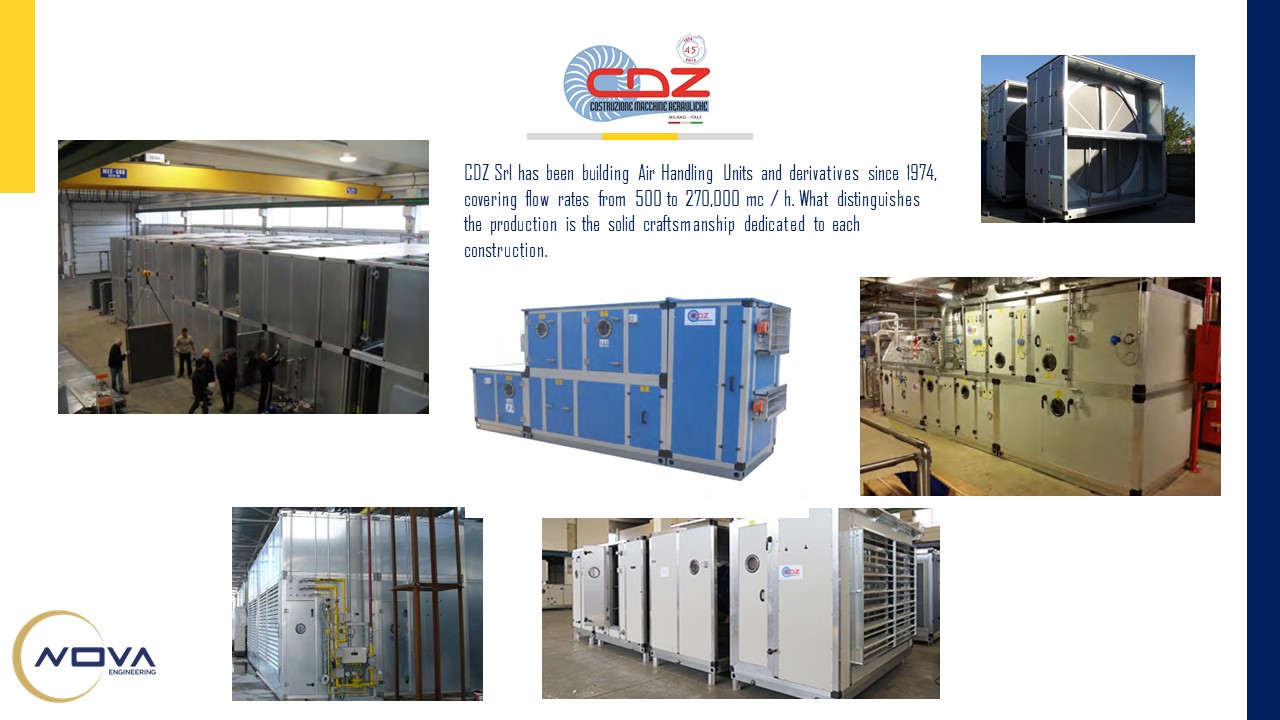 1974
45°
2019
CDZ
COSTRUZIONE MACCHINE AERAULICHE
MILANO - ITALY
CDZ Srl has been building Air Handling Units and derivatives since 1974,
covering flow rates from 500 to 270,000 mc / h. What distinguishes
the production is the solid craftsmanship dedicated to each
construction.
CDZ
CDZ
NOVA
ENGINEERING